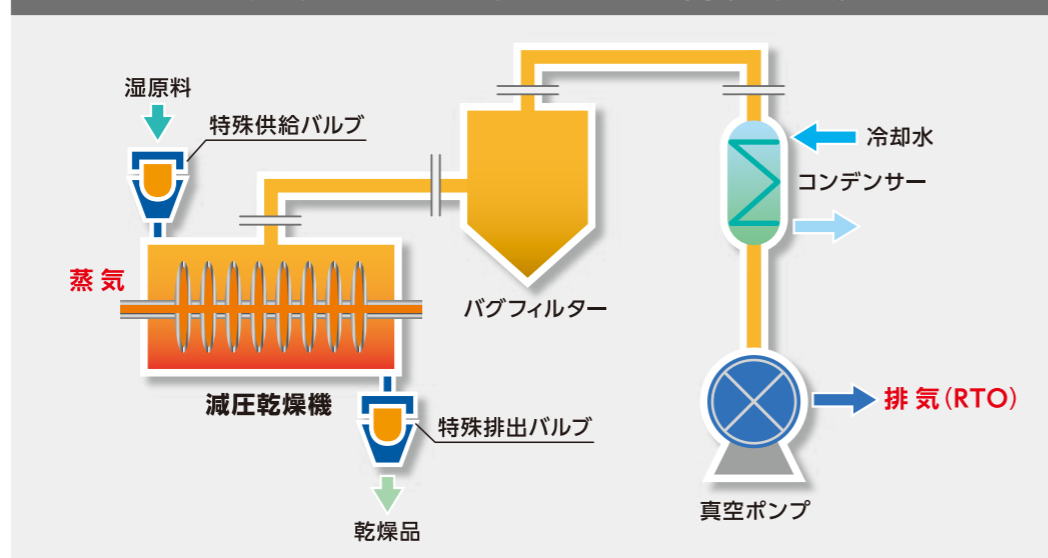 湿原料
特殊供給バルブ
冷却水
コンデンサー
蒸気
バグフィルター
減圧乾燥機
排気(RTO)
特殊排出バルブ
真空ポンプ
乾燥品